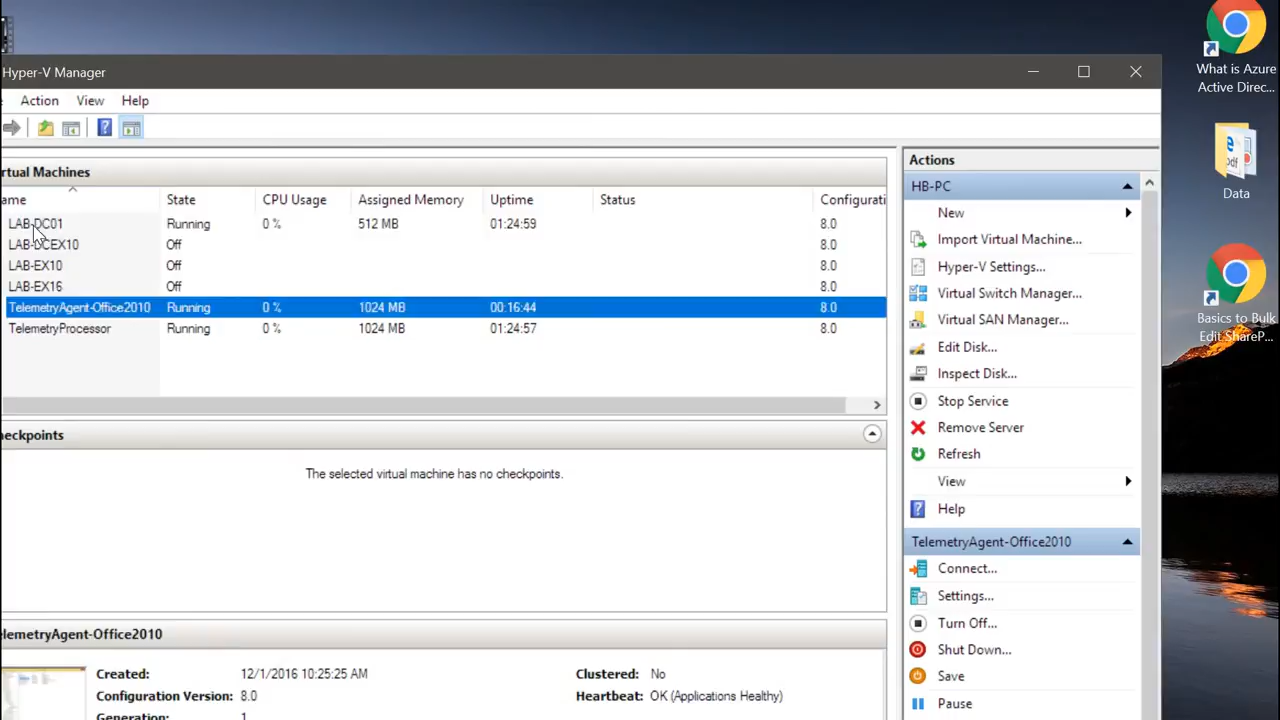 Hyper-V Manager
Action View Help
rtual Machines
ame State CPU Usage Assigned Memory Uptime Status Configurati
LAB-DC01 Running 0 % 512 MB 01:24:59 8.0
LAB-DCEX10 Off 8.0
LAB-EX10 Off 8.0
LAB-EX16 Off 8.0
TelemetryAgent-Office2010 Running 0 % 1024 MB 00:16:44 8.0
TelemetryProcessor Running 0 % 1024 MB 01:24:57 8.0
heckpoints
The selected virtual machine has no checkpoints.
elemetryAgent-Office2010
Created: 12/1/2016 10:25:25 AM Clustered: No
Configuration Version: 8.0 Heartbeat: OK (Applications Healthy)
Generation: 1
Actions
HB-PC
New
Import Virtual Machine...
Hyper-V Settings...
Virtual Switch Manager...
Virtual SAN Manager...
Edit Disk...
Inspect Disk...
Stop Service
Remove Server
Refresh
View
Help
TelemetryAgent-Office2010
Connect...
Settings...
Turn Off...
Shut Down...
Save
Pause
What is Azure
Active Direc...
Data
Basics to Bulk
Edit ShareP...